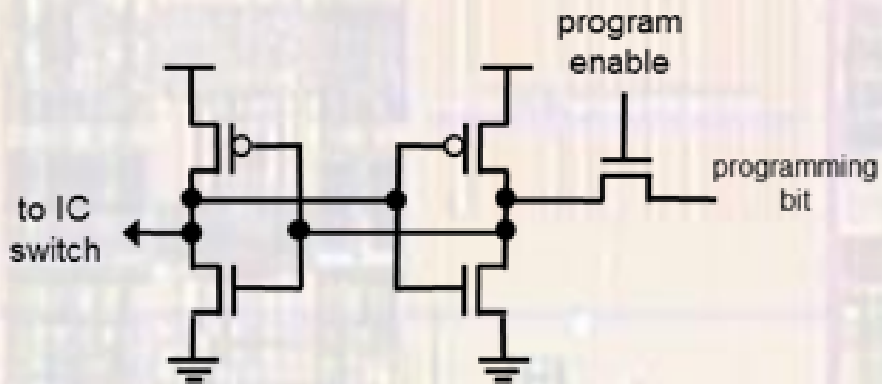 program
enable
programming
bit
to IC
switch